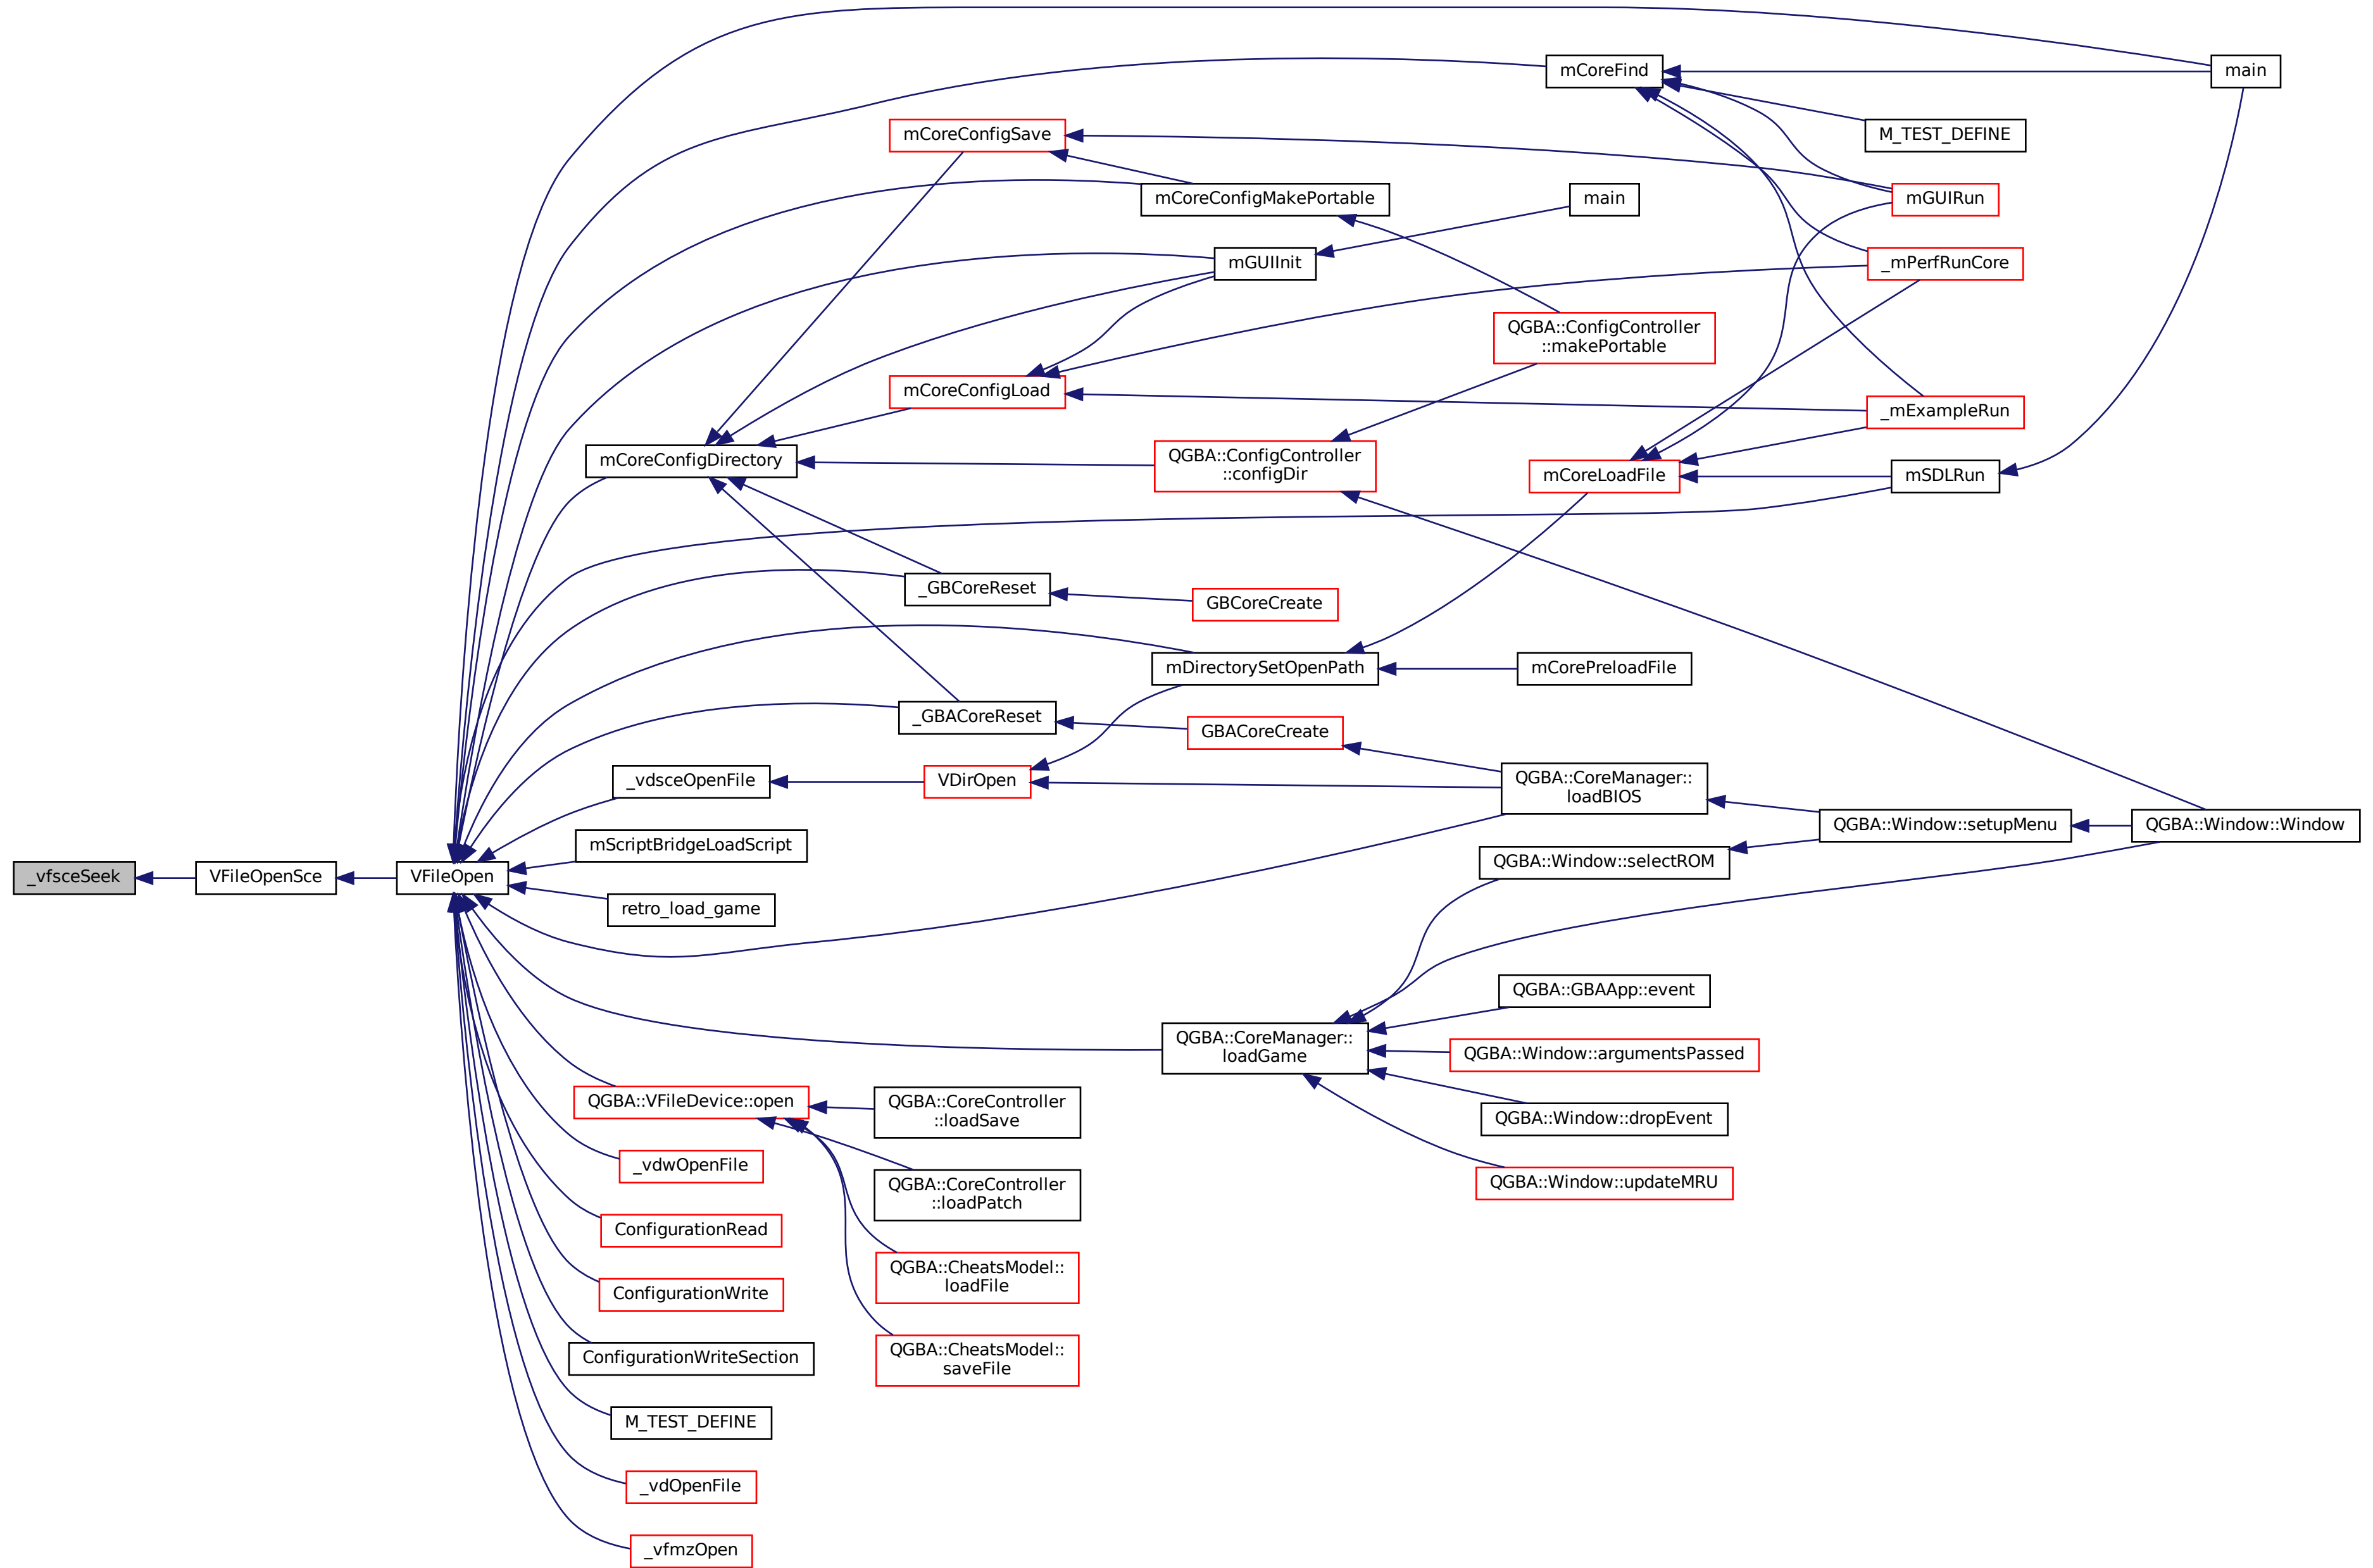 mCoreFind
main
mCoreConfigSave
M_TEST_DEFINE
mCoreConfigMakePortable
main
mGUIRun
mGUIInit
_mPerfRunCore
QGBA::ConfigController
::makePortable
mCoreConfigLoad
_mExampleRun
mCoreConfigDirectory
QGBA::ConfigController
::configDir
mCoreLoadFile
mSDLRun
_GBCoreReset
GBCoreCreate
mDirectorySetOpenPath
mCorePreloadFile
_GBACoreReset
GBACoreCreate
_vdsceOpenFile
VDirOpen
QGBA::CoreManager::
loadBIOS
QGBA::Window::setupMenu
QGBA::Window::Window
mScriptBridgeLoadScript
QGBA::Window::selectROM
_vfsceSeek
VFileOpenSce
VFileOpen
retro_load_game
QGBA::GBAApp::event
QGBA::CoreManager::
loadGame
QGBA::Window::argumentsPassed
QGBA::VFileDevice::open
QGBA::CoreController
::loadSave
QGBA::Window::dropEvent
_vdwOpenFile
QGBA::CoreController
::loadPatch
QGBA::Window::updateMRU
ConfigurationRead
QGBA::CheatsModel::
loadFile
ConfigurationWrite
ConfigurationWriteSection
QGBA::CheatsModel::
saveFile
M_TEST_DEFINE
_vdOpenFile
_vfmzOpen